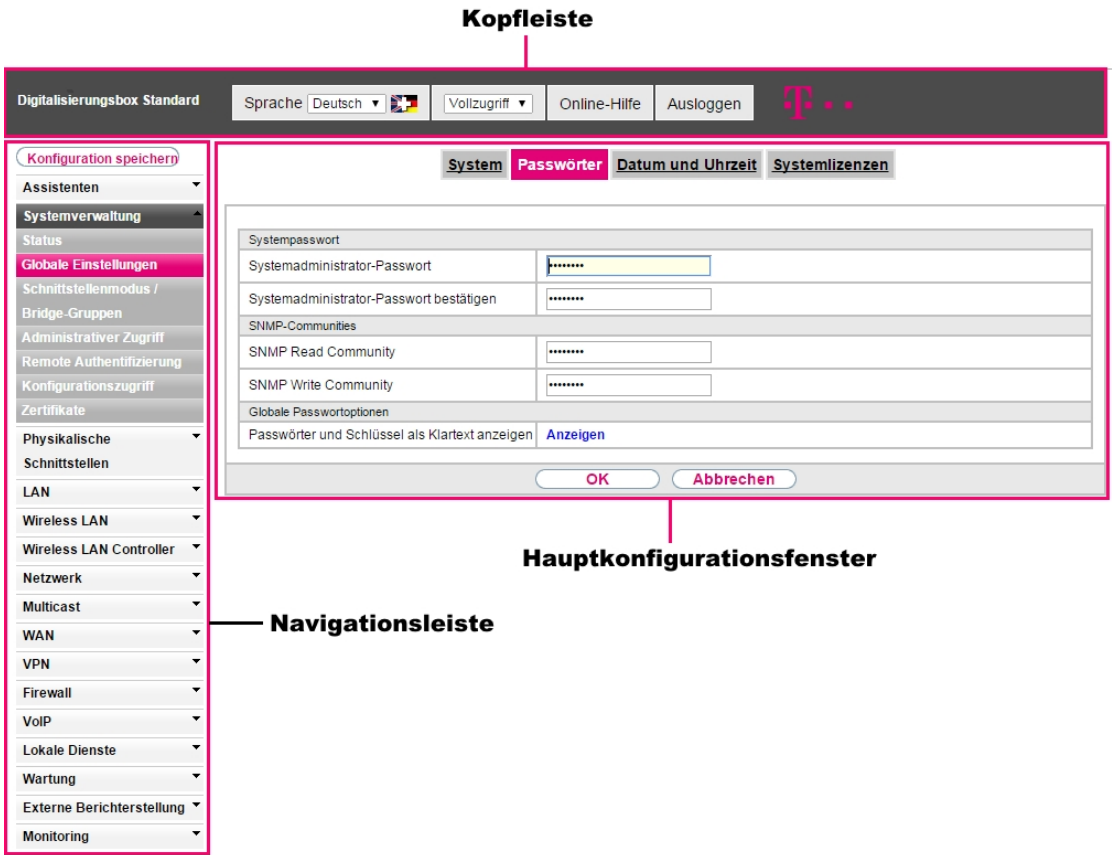 Kopfleiste
Digitalisierungsbox Standard
Sprache Deutsch Vollzugriff Online-Hilfe Ausloggen T
Konfiguration speichern
Assistenten
Systemverwaltung
Status
Globale Einstellungen
Schnittstellenmodus /
Bridge-Gruppen
Administrativer Zugriff
Remote Authentifizierung
Konfigurationszugriff
Zertifikate
Physikalische
Schnittstellen
LAN
Wireless LAN
Wireless LAN Controller
Netzwerk
Multicast
WAN
VPN
Firewall
VoIP
Lokale Dienste
Wartung
Externe Berichterstellung
Monitoring
System Passwörter Datum und Uhrzeit Systemlizenzen
Systempasswort
Systemadministrator-Passwort ••••••••
Systemadministrator-Passwort bestätigen ••••••••
SNMP-Communities
SNMP Read Community ••••••••
SNMP Write Community ••••••••
Globale Passwortoptionen
Passwörter und Schlüssel als Klartext anzeigen Anzeigen
OK Abbrechen
Hauptkonfigurationsfenster
Navigationsleiste